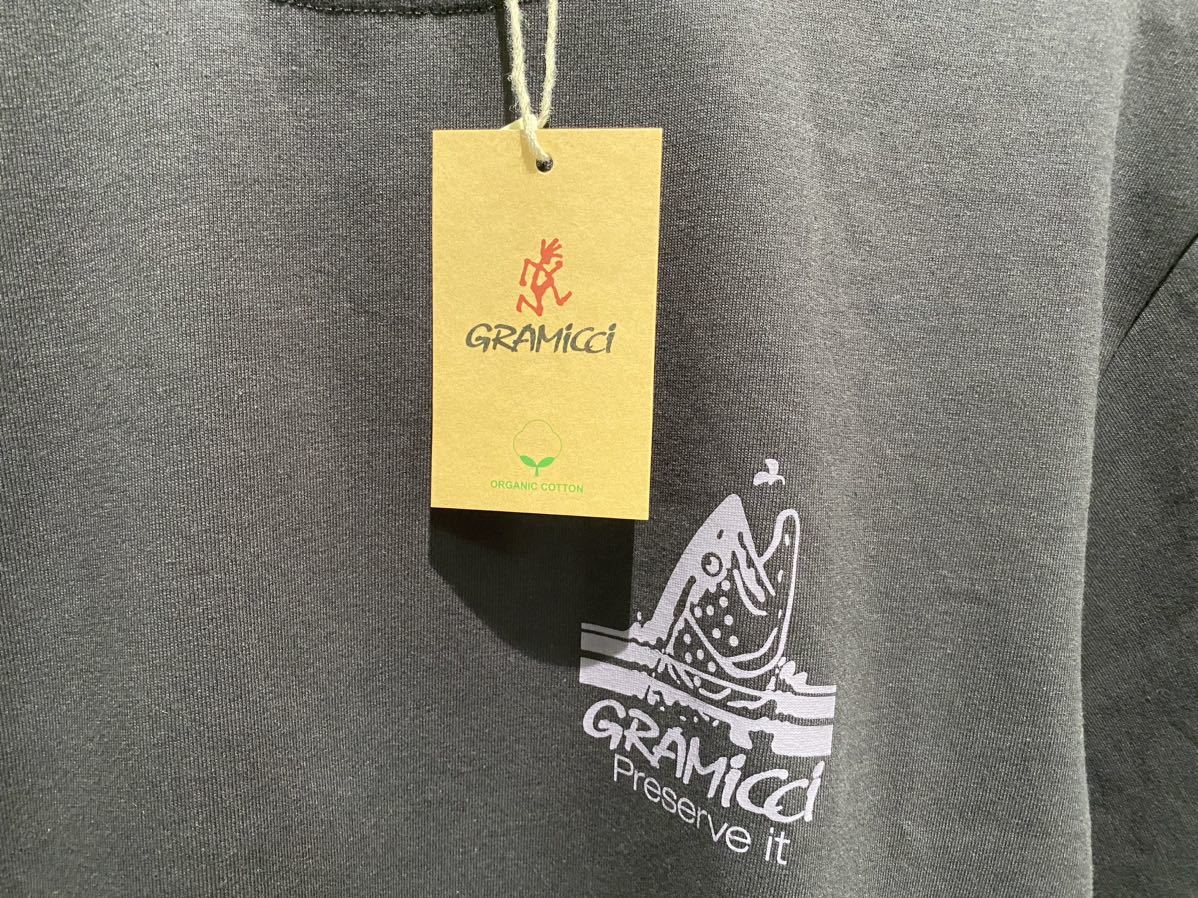 GRAMiCCi
ORGANIC COTTON
GRAMiCCi
Preserve it